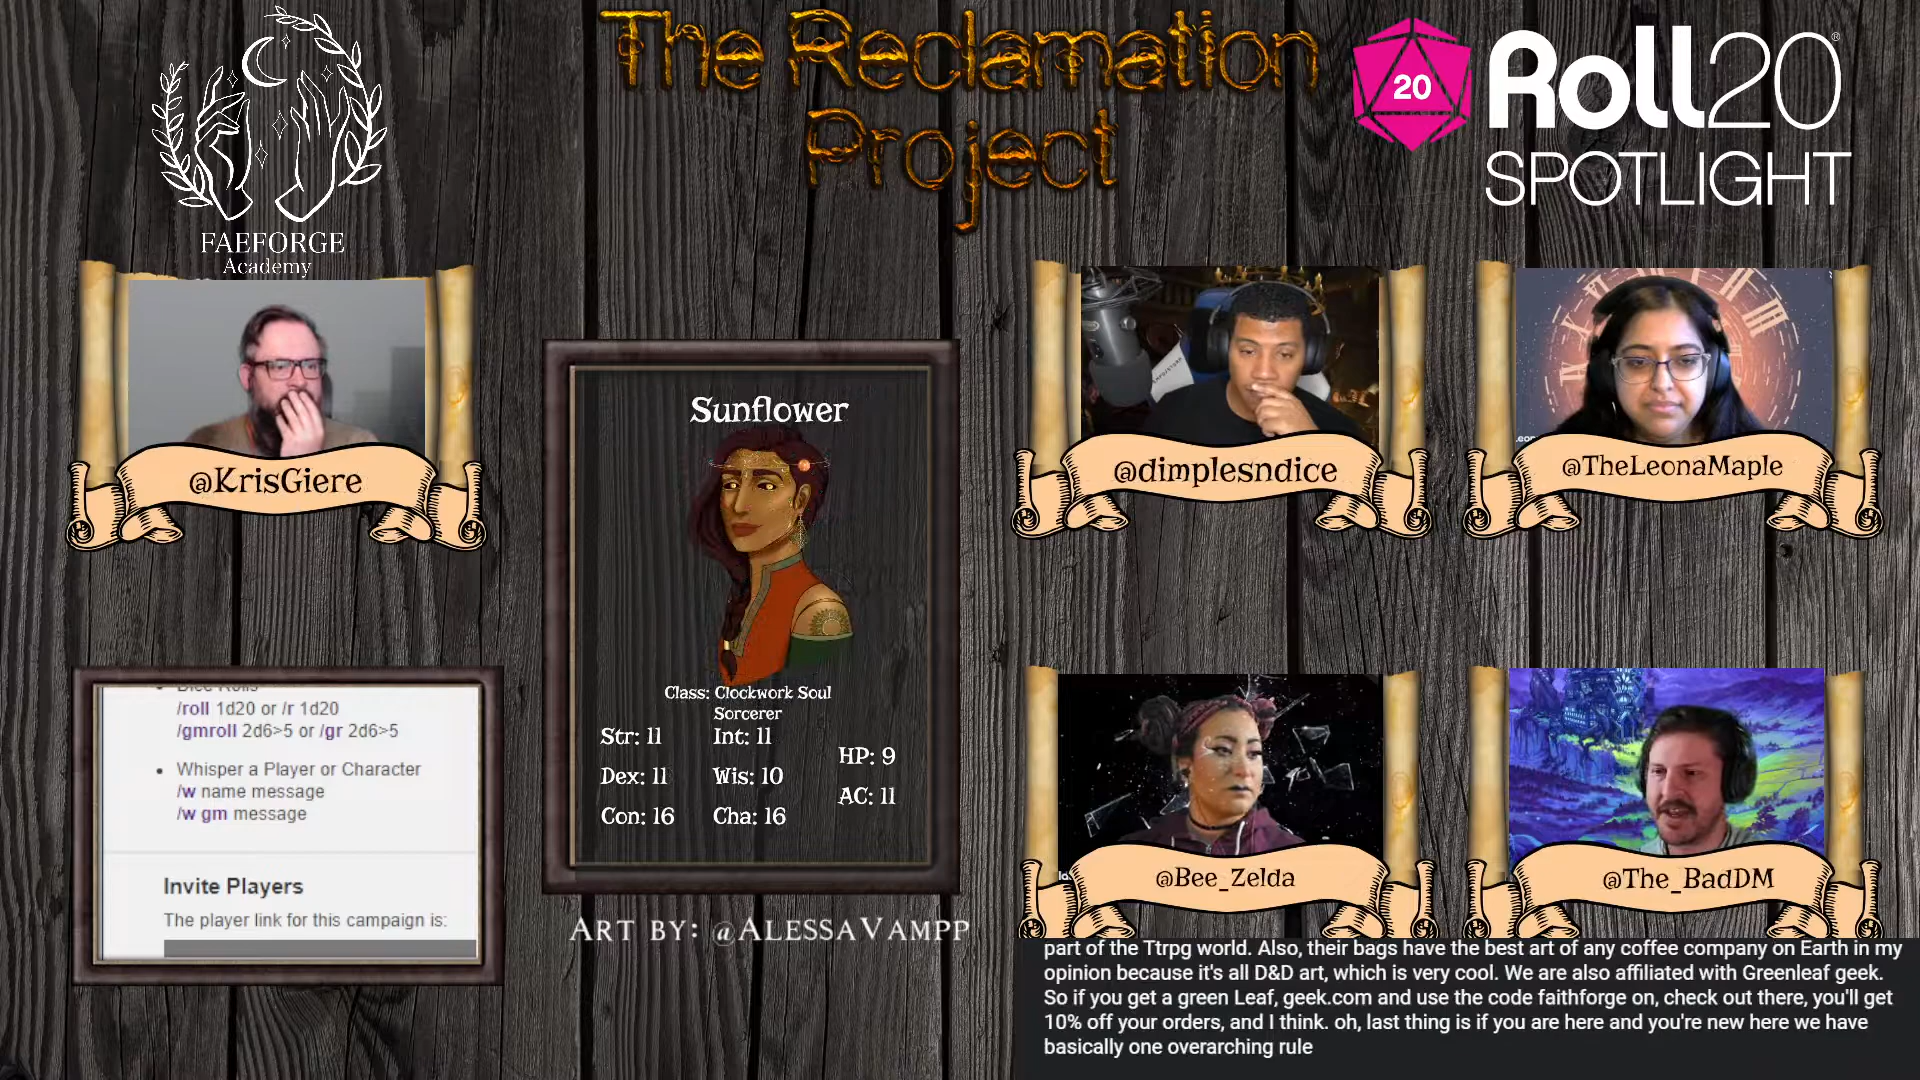 The Reclamation
Project
20
Roll20®
SPOTLIGHT
FAEFORGE
Academy
@KrisGiere
@dimplesndice
@TheLeonaMaple
Sunflower
Class: Clockwork Soul
Sorcerer
Str: 11
Int: 11
HP: 9
Dex: 11
Wis: 10
AC: 11
Con: 16
Cha: 16
ART BY: @ALESSAVAMPP
Dice Rolls
/roll 1d20 or /r 1d20
/gmroll 2d6>5 or /gr 2d6>5
• Whisper a Player or Character
/w name message
/w gm message
Invite Players
The player link for this campaign is:
@Bee_Zelda
@The_BadDM
part of the Ttrpg world. Also, their bags have the best art of any coffee company on Earth in my
opinion because it's all D&D art, which is very cool. We are also affiliated with Greenleaf geek.
So if you get a green Leaf, geek.com and use the code faithforge on, check out there, you'll get
10% off your orders, and I think. oh, last thing is if you are here and you're new here we have
basically one overarching rule